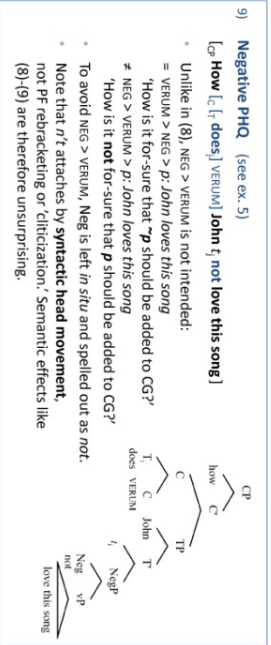 9) Negative PHQ (see ex. 5)
[CP How [C [T does]i VERUM] John ti not love this song]
• Unlike in (8), NEG > VERUM is not intended:
= VERUM > NEG > p: John loves this song
‘How is it for-sure that ~p should be added to CG?’
≠ NEG > VERUM > p: John loves this song
‘How is it not for-sure that p should be added to CG?’
• To avoid NEG > VERUM, Neg is left in situ and spelled out as not.
• Note that n’t attaches by syntactic head movement,
not PF rebracketing or ‘cliticization.’ Semantic effects like
(8)-(9) are therefore unsurprising.
CP
how C'
C TP
Ti C John T'
does VERUM
ti NegP
Neg vP
not
love this song